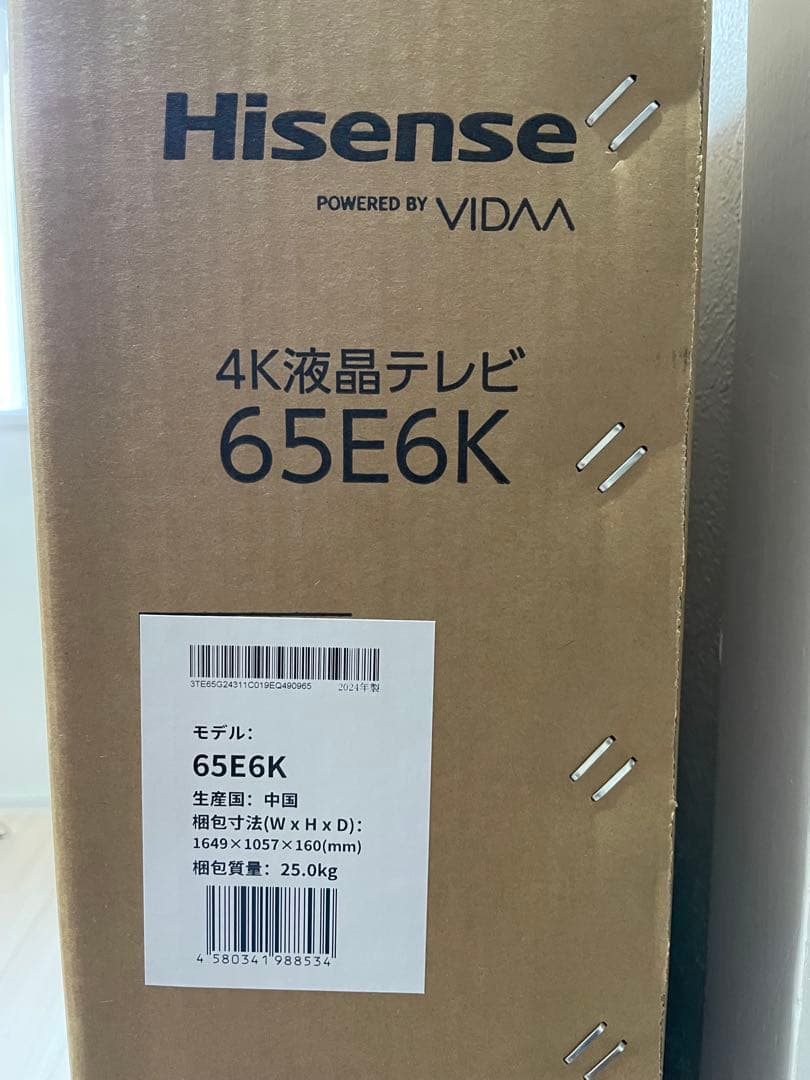 Hisense
POWERED BY VIDAA
4K液晶テレビ
65E6K
3TE65G24311C019EQ490965 2024年製
モデル:
65E6K
生産国: 中国
梱包寸法(W x H x D):
1649×1057×160(mm)
梱包質量: 25.0kg
4 580341 988534